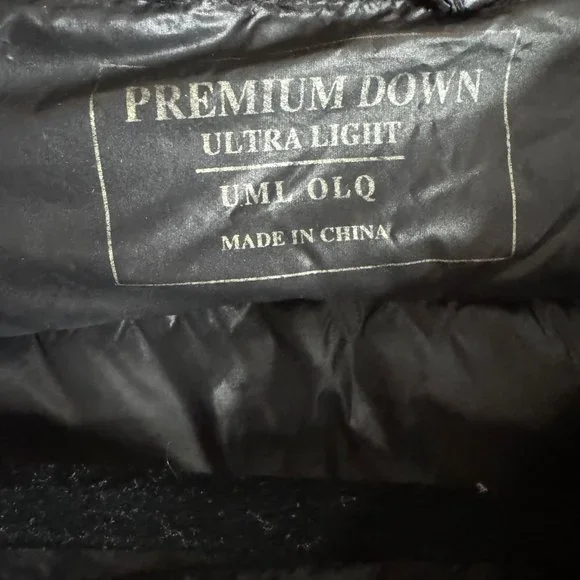 PREMIUM DOWN
ULTRA LIGHT
UML OLQ
MADE IN CHINA